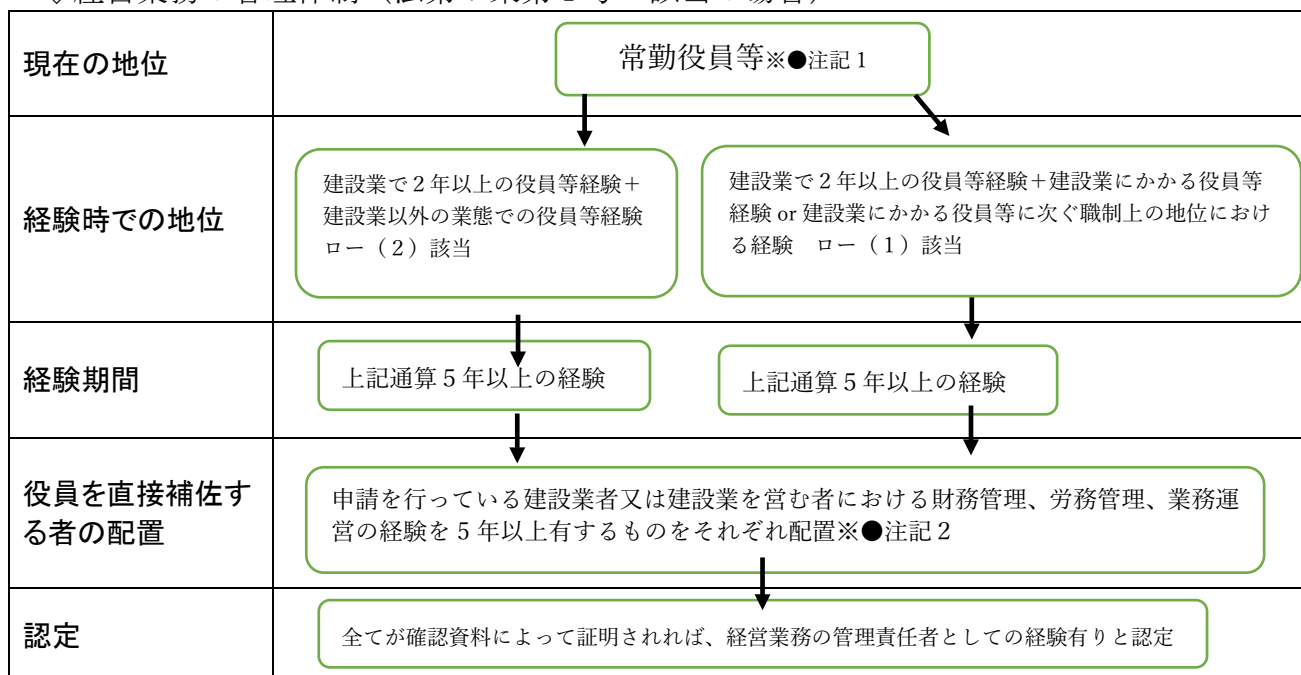 現在の地位
常勤役員等※●注記1
経験時での地位
建設業で2年以上の役員等経験＋
建設業以外の業態での役員等経験
ロー（2）該当
建設業で2年以上の役員等経験＋建設業にかかる役員等
経験 or 建設業にかかる役員等に次ぐ職制上の地位におけ
る経験　ロー（1）該当
経験期間
上記通算5年以上の経験
上記通算5年以上の経験
役員を直接補佐す
る者の配置
申請を行っている建設業者又は建設業を営む者における財務管理、労務管理、業務運
営の経験を5年以上有するものをそれぞれ配置※●注記2
認定
全てが確認資料によって証明されれば、経営業務の管理責任者としての経験有りと認定